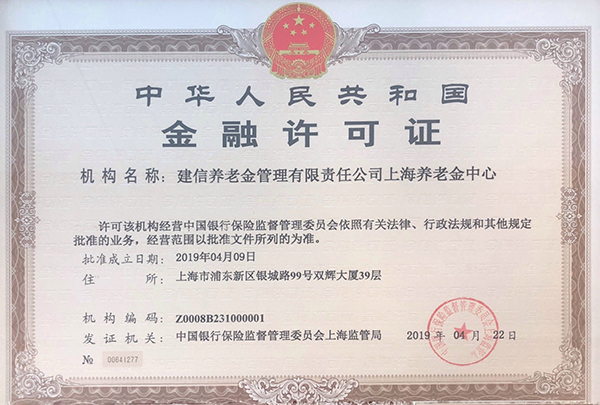 中华人民共和国
金融许可证
机构名称：建信养老金管理有限责任公司上海养老金中心
许可该机构经营中国银行保险监督管理委员会依照有关法律、行政法规和其他规定
批准的业务，经营范围以批准文件所列的为准。
批准成立日期：2019年04月09日
住所：上海市浦东新区银城路99号双辉大厦39层
机构编码：Z0008B231000001
发证机关：中国银行保险监督管理委员会上海监管局
2019 年 04 月 22 日
№ 00641277